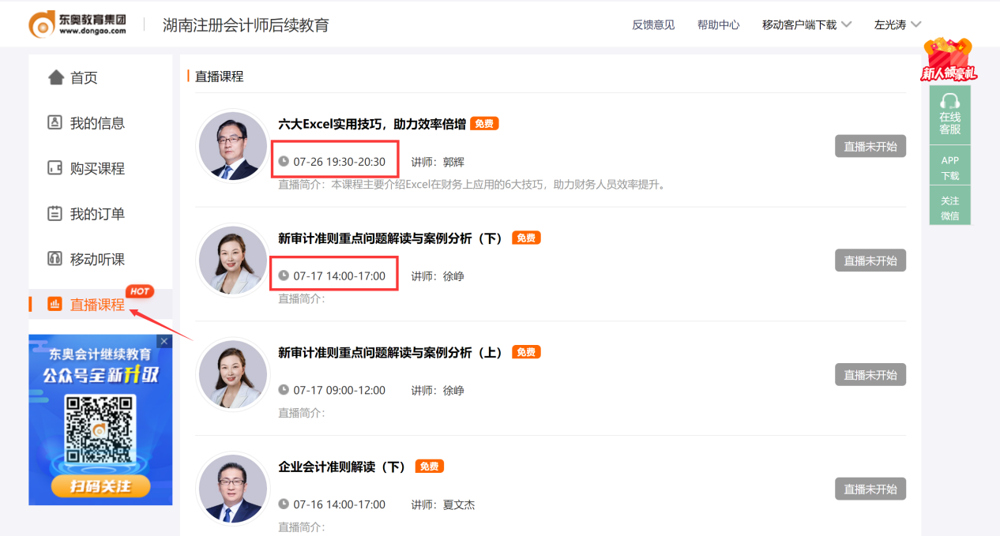 东奥教育集团
www.dongao.com
湖南注册会计师后续教育
反馈意见
帮助中心
移动客户端下载
左光涛
新人领豪礼
首页
我的信息
购买课程
我的订单
移动听课
直播课程
HOT
东奥会计继续教育
公众号全新升级
扫码关注
直播课程
六大Excel实用技巧，助力效率倍增 免费
07-26 19:30-20:30 讲师：郭辉
直播简介：本课程主要介绍Excel在财务上应用的6大技巧，助力财务人员效率提升。
直播未开始
新审计准则重点问题解读与案例分析（下） 免费
07-17 14:00-17:00 讲师：徐峥
直播简介：
直播未开始
新审计准则重点问题解读与案例分析（上） 免费
07-17 09:00-12:00 讲师：徐峥
直播简介：
直播未开始
企业会计准则解读（下） 免费
07-16 14:00-17:00 讲师：夏文杰
直播简介：
直播未开始
在线
客服
APP
下载
关注
微信